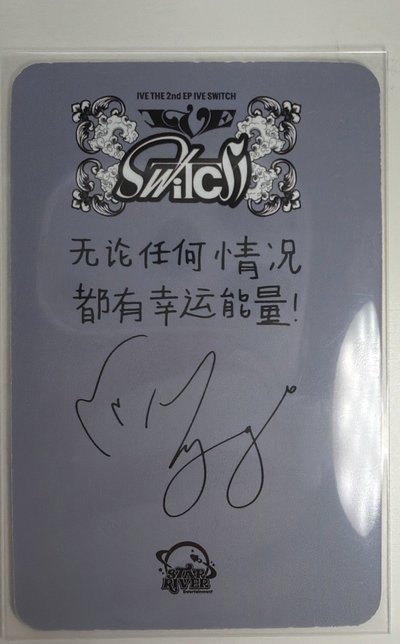 IVE THE 2nd EP IVE SWITCH
IVE
SWITCH
无论任何情况
都有幸运能量!
STAR
RIVER
Entertainment